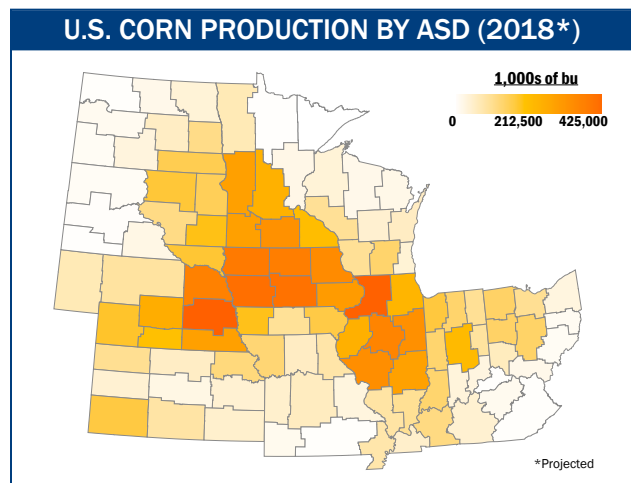 U.S. CORN PRODUCTION BY ASD (2018*)
1,000s of bu
0 212,500 425,000
*Projected